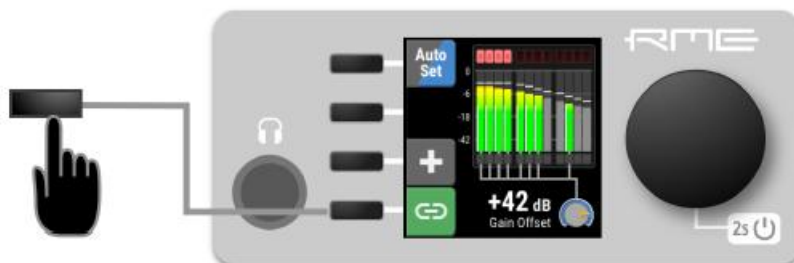 RME
Auto
Set
0
-6
-18
-42
+
+42 dB
Gain Offset
2s